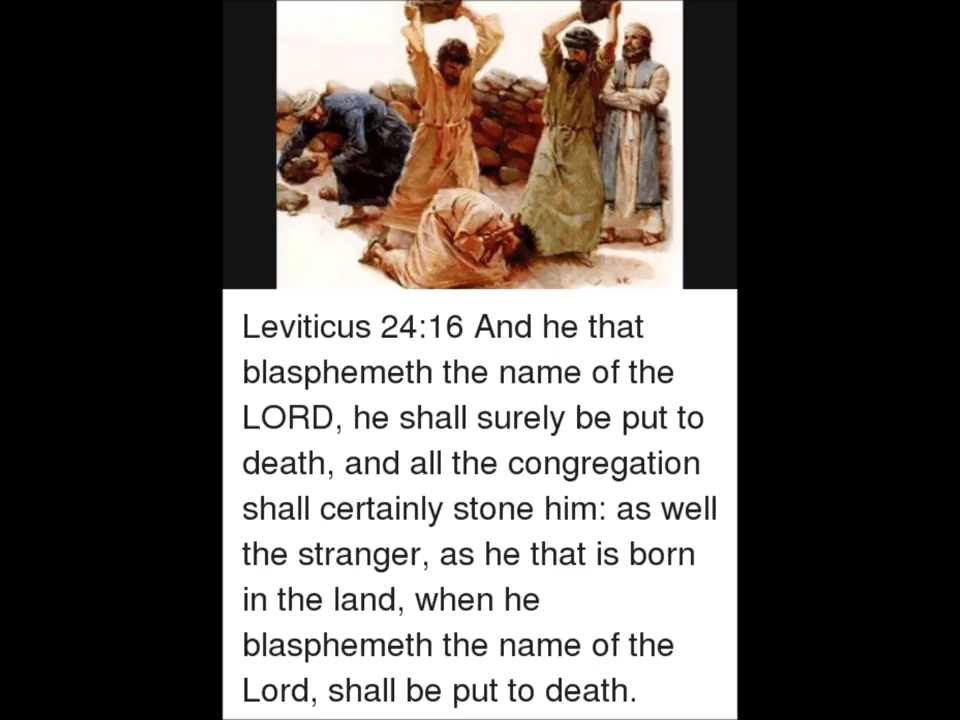 Leviticus 24:16 And he that
blasphemeth the name of the
LORD, he shall surely be put to
death, and all the congregation
shall certainly stone him: as well
the stranger, as he that is born
in the land, when he
blasphemeth the name of the
Lord, shall be put to death.